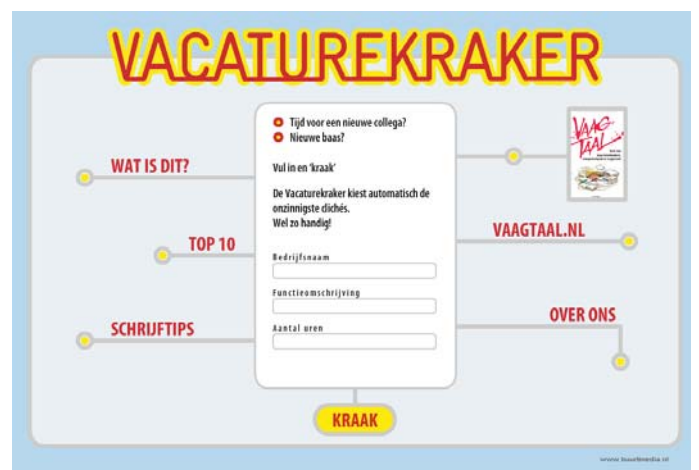 VACATUREKRAKER
WAT IS DIT?
TOP 10
SCHRIJFTIPS
Tijd voor een nieuwe collega?
Nieuwe baas?
Vul in en 'kraak'
De Vacaturekraker kiest automatisch de
onzinnigste clichés.
Wel zo handig!
Bedrijfsnaam
Functieomschrijving
Aantal uren
KRAAK
VAAG
TAAL
VAAGTAAL.NL
OVER ONS